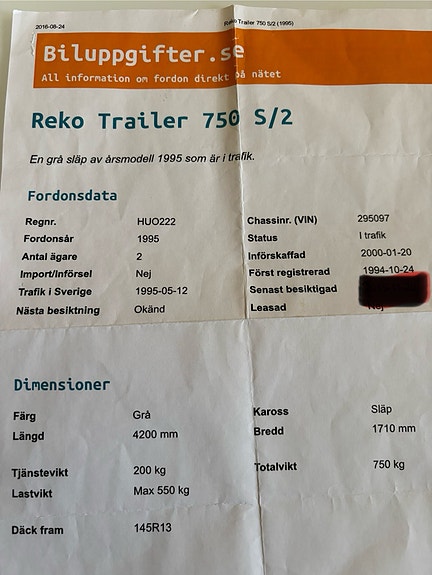 2016-08-24
Reko Trailer 750 S/2 (1995)
Biluppgifter.se
All information om fordon direkt på nätet
Reko Trailer 750 S/2
En grå släp av årsmodell 1995 som är i trafik.
Fordonsdata
Regnr. HUO222
Fordonsår 1995
Antal ägare 2
Import/Införsel Nej
Trafik i Sverige 1995-05-12
Nästa besiktning Okänd
Chassinr. (VIN) 295097
Status I trafik
Införskaffad 2000-01-20
Först registrerad 1994-10-24
Senast besiktigad
Leasad Nej
Dimensioner
Färg Grå
Längd 4200 mm
Tjänstevikt 200 kg
Lastvikt Max 550 kg
Däck fram 145R13
Kaross Släp
Bredd 1710 mm
Totalvikt 750 kg